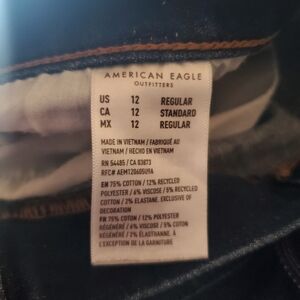 AMERICAN EAGLE
OUTFITTERS
US 12 REGULAR
CA 12 STANDARD
MX 12 REGULAR
MADE IN VIETNAM / FABRIQUÉ AU
VIETNAM / HECHO EN VIETNAM
RN 54485 / CA 03873
RFC# AEM120605U9A
EN 75% COTTON / 12% RECYCLED
POLYESTER / 6% VISCOSE / 5% RECYCLED
COTTON / 2% ELASTANE. EXCLUSIVE OF
DECORATION
FR 75% COTON / 12% POLYESTER
RÉGÉNÉRÉ / 6% VISCOSE / 5% COTON
RÉGÉNÉRÉ / 2% ÉLASTHANNE. À
L'EXCEPTION DE LA GARNITURE